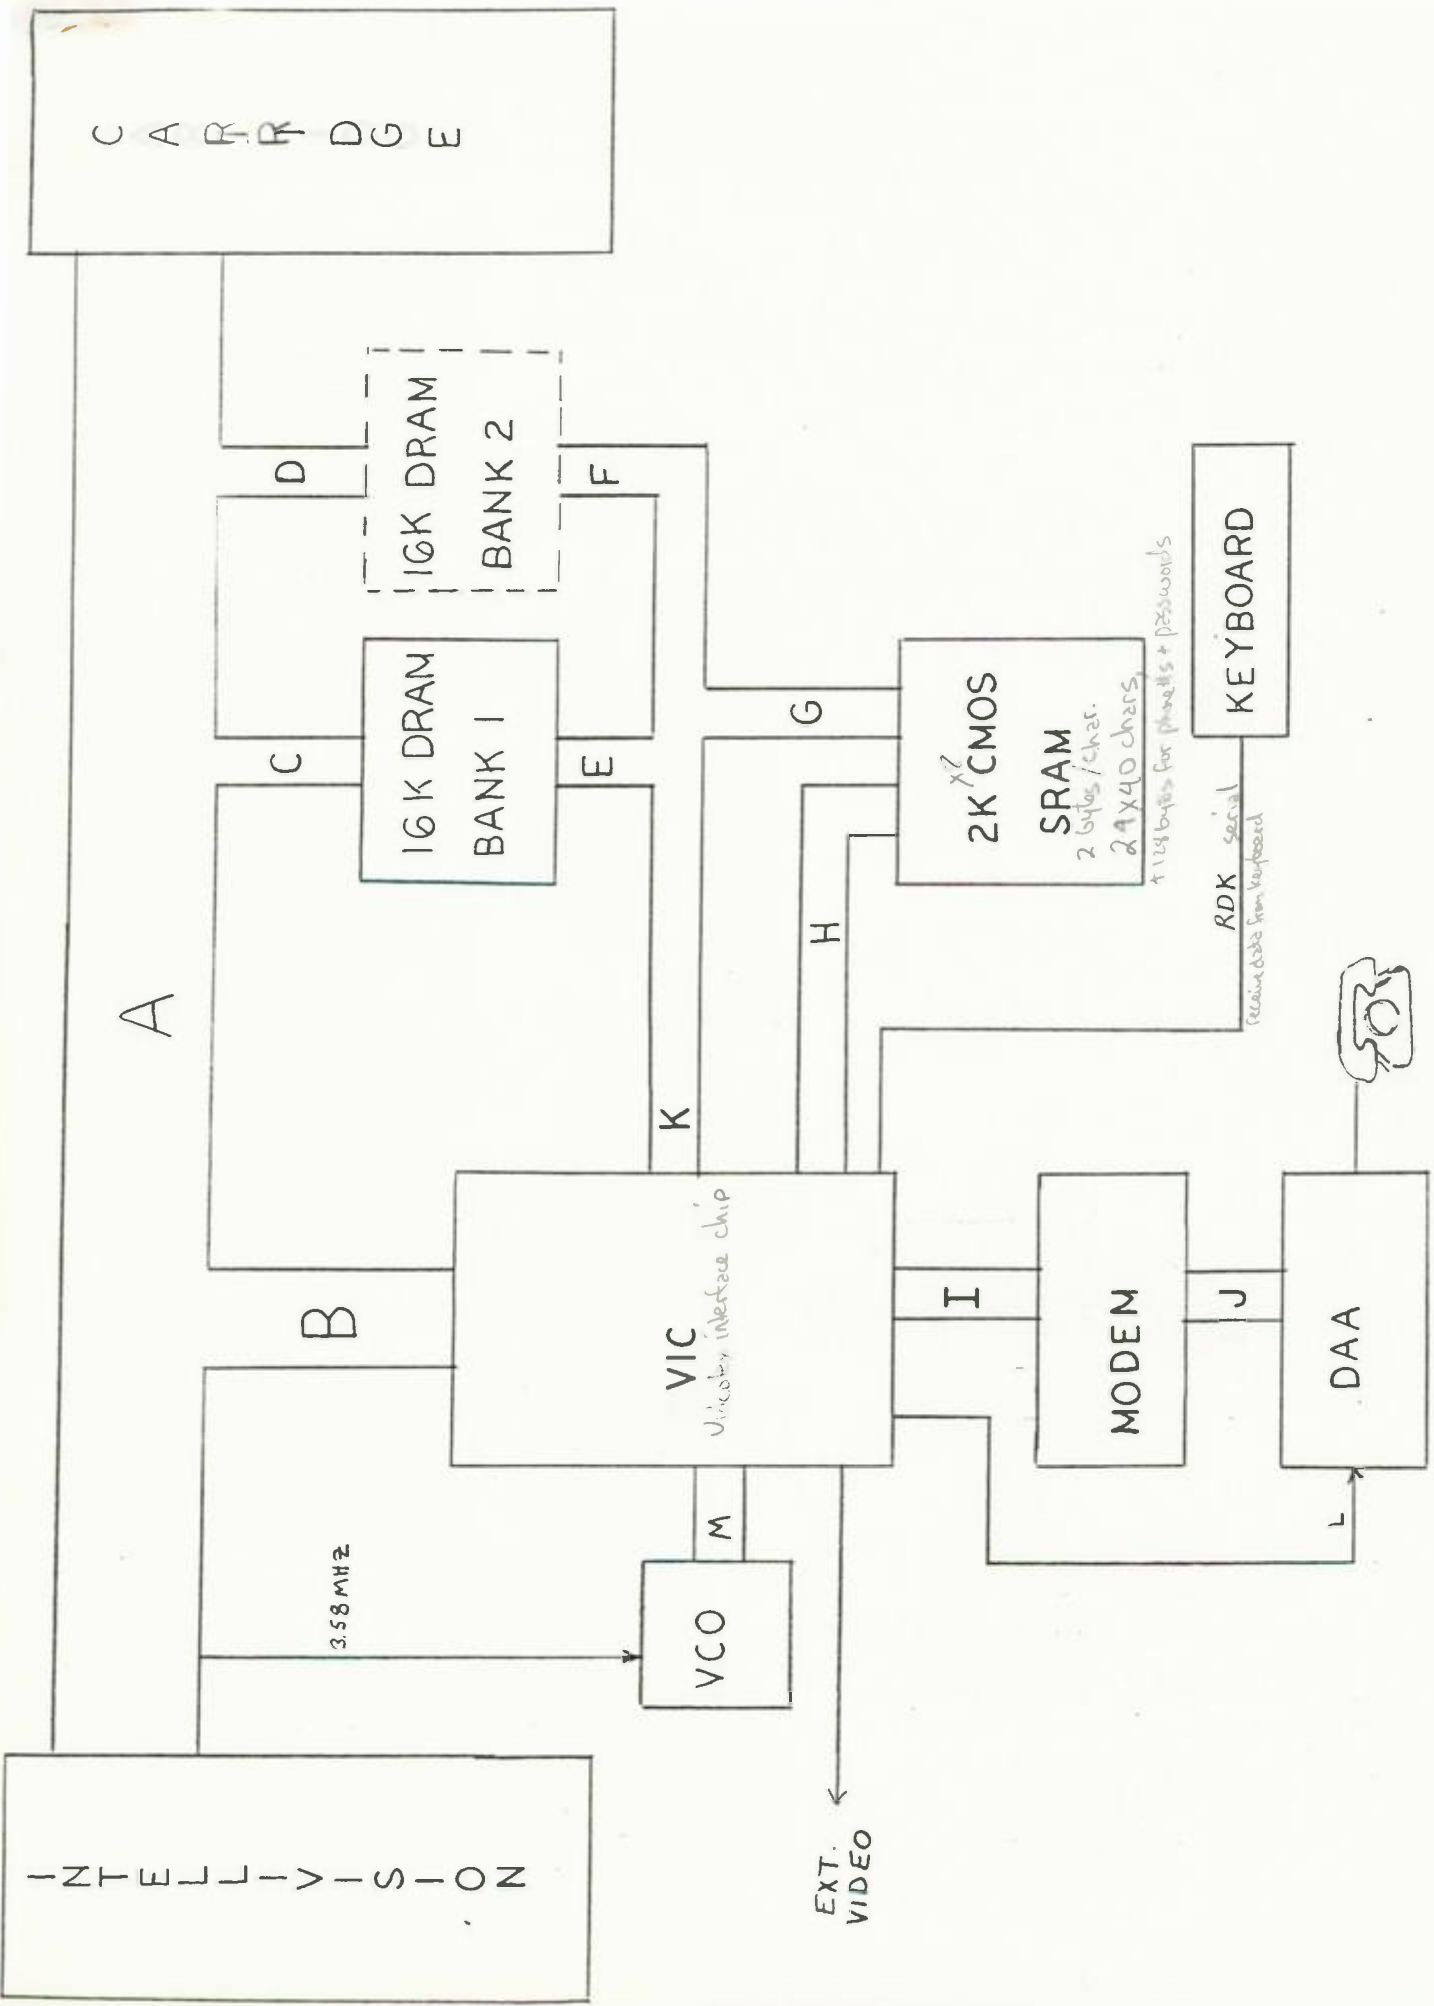 INTELLIVISION
CARTRIDGE
A
B
C
D
16K DRAM
BANK 1
16K DRAM
BANK 2
E
F
3.58MHZ
K
G
VIC
interface chip
VCO
M
H
2K x2 CMOS
SRAM
2 bytes/char.
24X40 chars,
+ 128 bytes for phone #s + passwords
EXT.
VIDEO
I
MODEM
J
L
DAA
RDK serial
receive data from keyboard
KEYBOARD